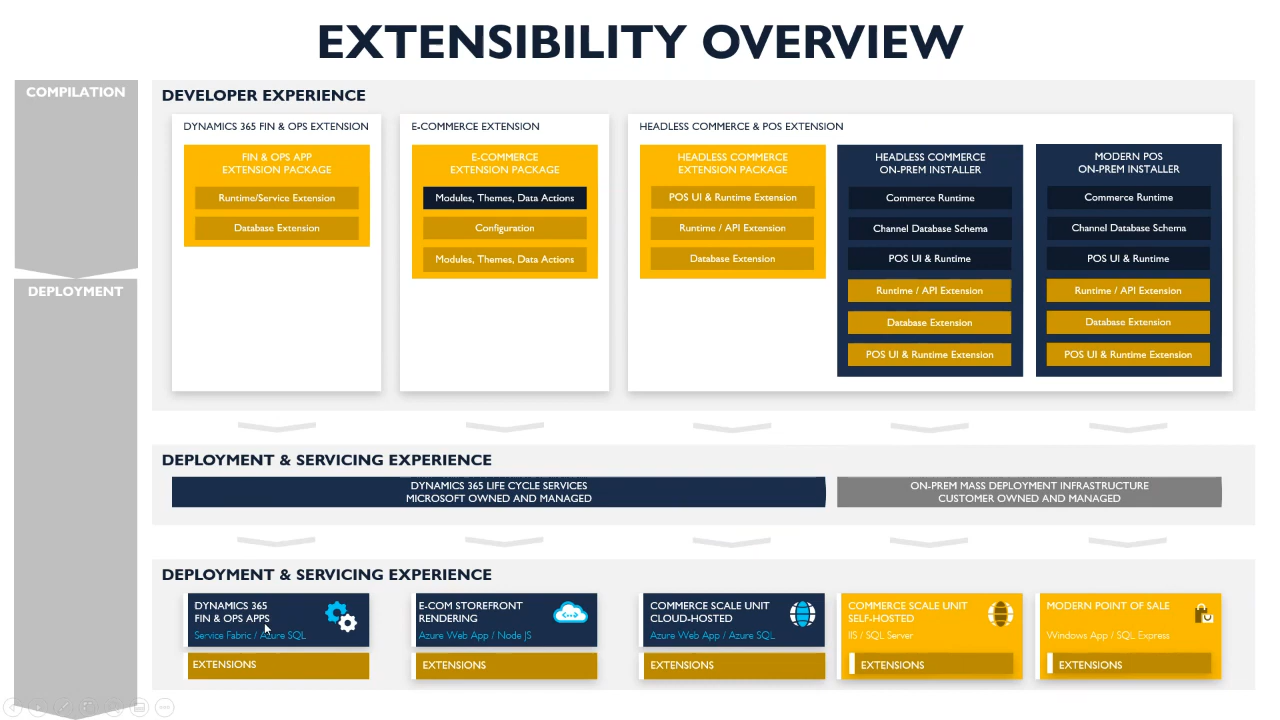 EXTENSIBILITY OVERVIEW
COMPILATION
DEPLOYMENT
DEVELOPER EXPERIENCE
DYNAMICS 365 FIN & OPS EXTENSION
FIN & OPS APP
EXTENSION PACKAGE
Runtime/Service Extension
Database Extension
E-COMMERCE EXTENSION
E-COMMERCE
EXTENSION PACKAGE
Modules, Themes, Data Actions
Configuration
Modules, Themes, Data Actions
HEADLESS COMMERCE & POS EXTENSION
HEADLESS COMMERCE
EXTENSION PACKAGE
POS UI & Runtime Extension
Runtime / API Extension
Database Extension
HEADLESS COMMERCE
ON-PREM INSTALLER
Commerce Runtime
Channel Database Schema
POS UI & Runtime
Runtime / API Extension
Database Extension
POS UI & Runtime Extension
MODERN POS
ON-PREM INSTALLER
Commerce Runtime
Channel Database Schema
POS UI & Runtime
Runtime / API Extension
Database Extension
POS UI & Runtime Extension
DEPLOYMENT & SERVICING EXPERIENCE
DYNAMICS 365 LIFE CYCLE SERVICES
MICROSOFT OWNED AND MANAGED
ON-PREM MASS DEPLOYMENT INFRASTRUCTURE
CUSTOMER OWNED AND MANAGED
DEPLOYMENT & SERVICING EXPERIENCE
DYNAMICS 365
FIN & OPS APPS
Service Fabric / Azure SQL
EXTENSIONS
E-COM STOREFRONT
RENDERING
Azure Web App / Node JS
EXTENSIONS
COMMERCE SCALE UNIT
CLOUD-HOSTED
Azure Web App / Azure SQL
EXTENSIONS
COMMERCE SCALE UNIT
SELF-HOSTED
IIS / SQL Server
EXTENSIONS
MODERN POINT OF SALE
Windows App / SQL Express
EXTENSIONS